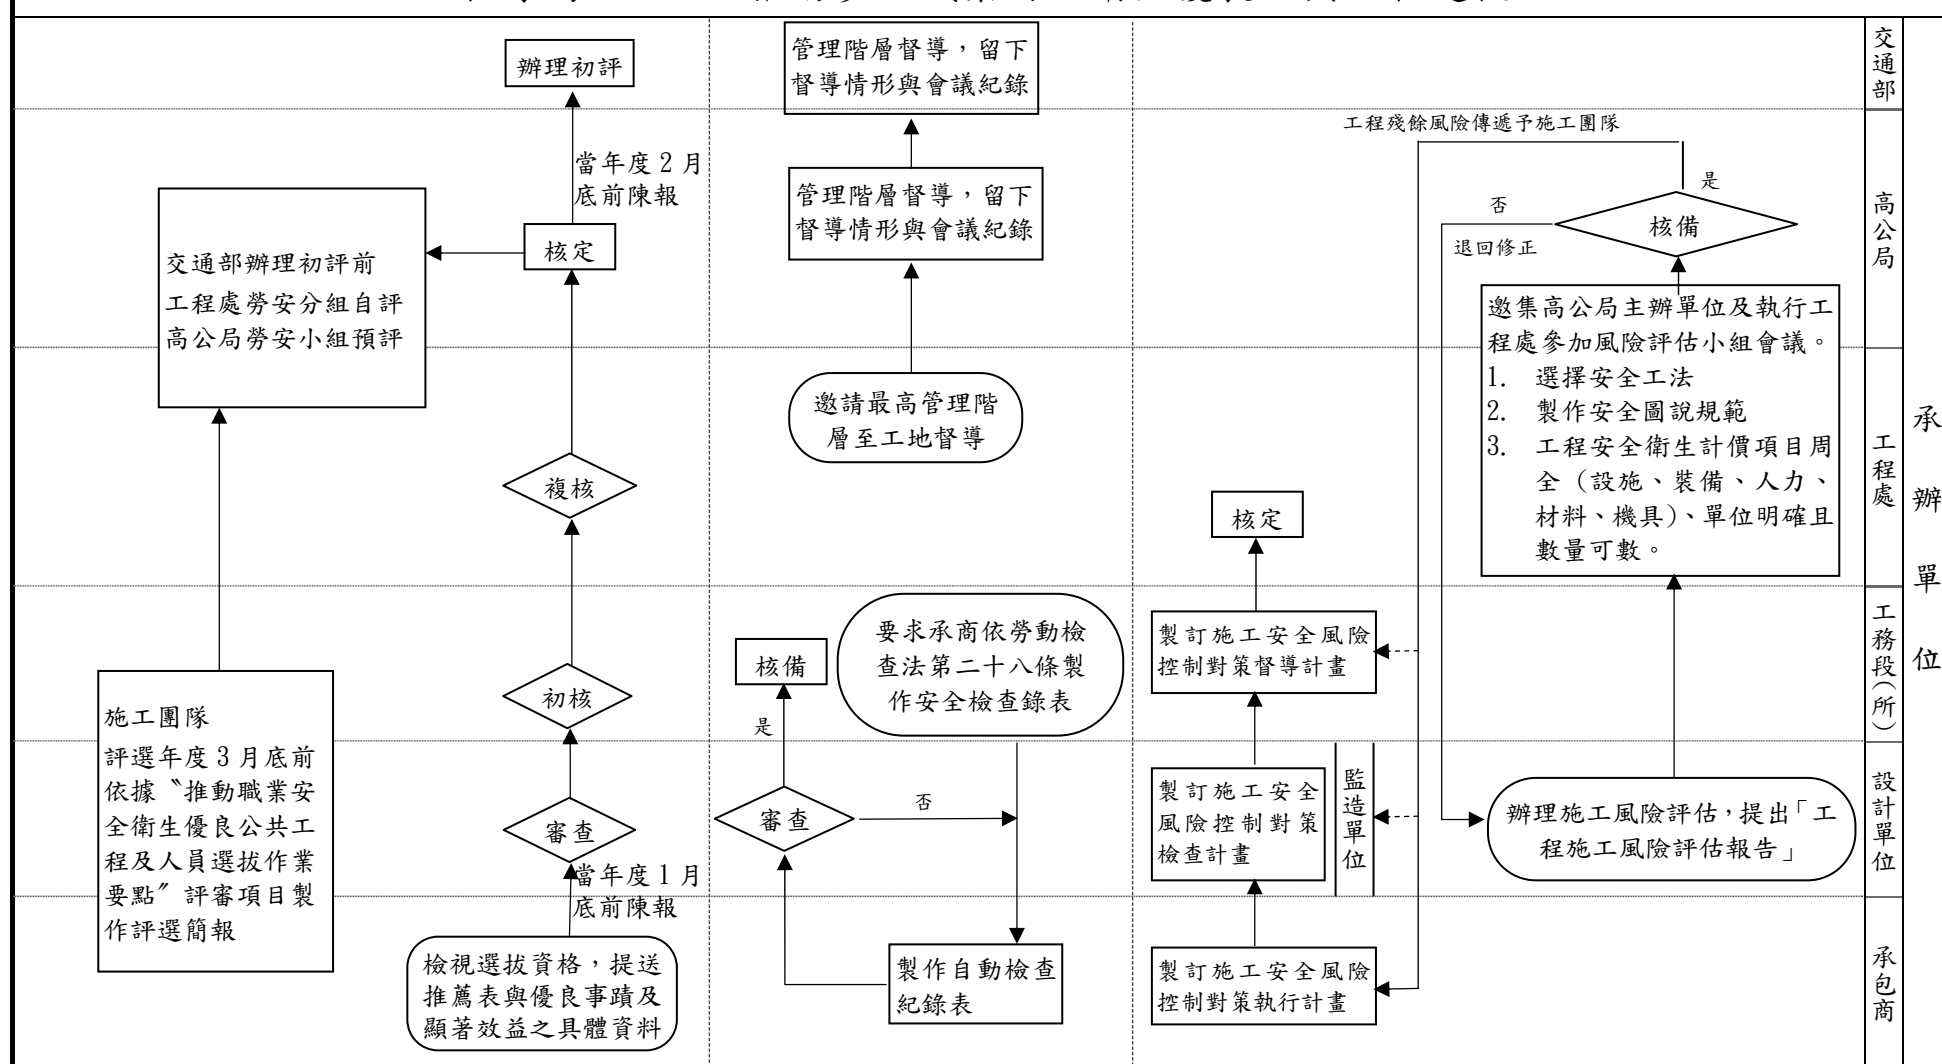 辦理初評
當年度 2 月
底前陳報
核定
交通部辦理初評前
工程處勞安分組自評
高公局勞安小組預評
複核
初核
施工團隊
評選年度 3 月底前
依據〝推動職業安
全衛生優良公共工
程及人員選拔作業
要點〞評審項目製
作評選簡報
審查
當年度 1 月
底前陳報
檢視選拔資格，提送
推薦表與優良事蹟及
顯著效益之具體資料
管理階層督導，留下
督導情形與會議紀錄
管理階層督導，留下
督導情形與會議紀錄
邀請最高管理階
層至工地督導
核備
要求承商依勞動檢
查法第二十八條製
作安全檢查錄表
是
審查
否
製作自動檢查
紀錄表
工程殘餘風險傳遞予施工團隊
是
否
核備
退回修正
邀集高公局主辦單位及執行工
程處參加風險評估小組會議。
1. 選擇安全工法
2. 製作安全圖說規範
3. 工程安全衛生計價項目周
全（設施、裝備、人力、
材料、機具）、單位明確且
數量可數。
核定
製訂施工安全風險
控制對策督導計畫
製訂施工安全
風險控制對策
檢查計畫
監造單位
辦理施工風險評估，提出「工
程施工風險評估報告」
製訂施工安全風險
控制對策執行計畫
交通部
高公局
工程處
工務段（所）
設計單位
承包商
承辦單位